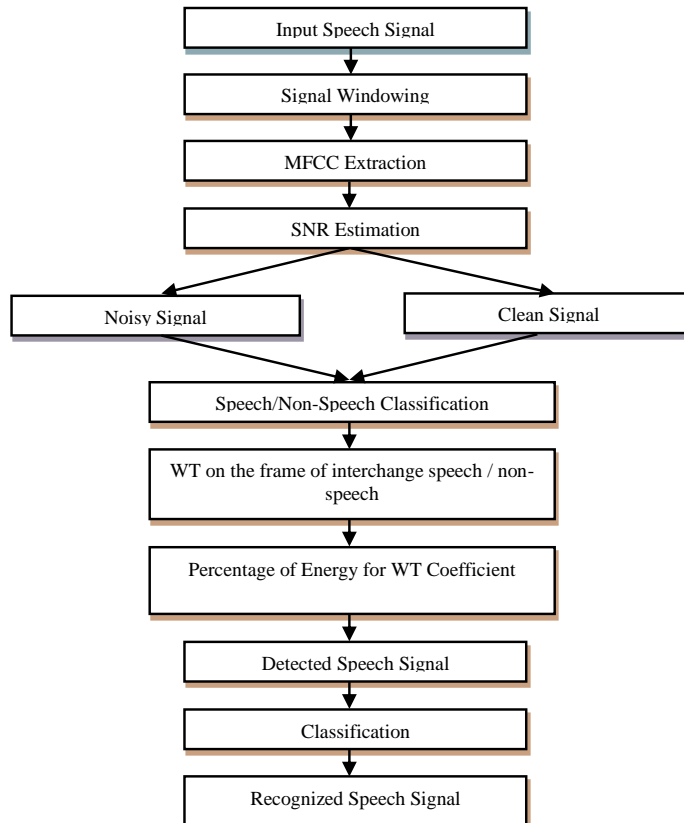 Input Speech Signal
Signal Windowing
MFCC Extraction
SNR Estimation
Noisy Signal
Clean Signal
Speech/Non-Speech Classification
WT on the frame of interchange speech / non-
speech
Percentage of Energy for WT Coefficient
Detected Speech Signal
Classification
Recognized Speech Signal